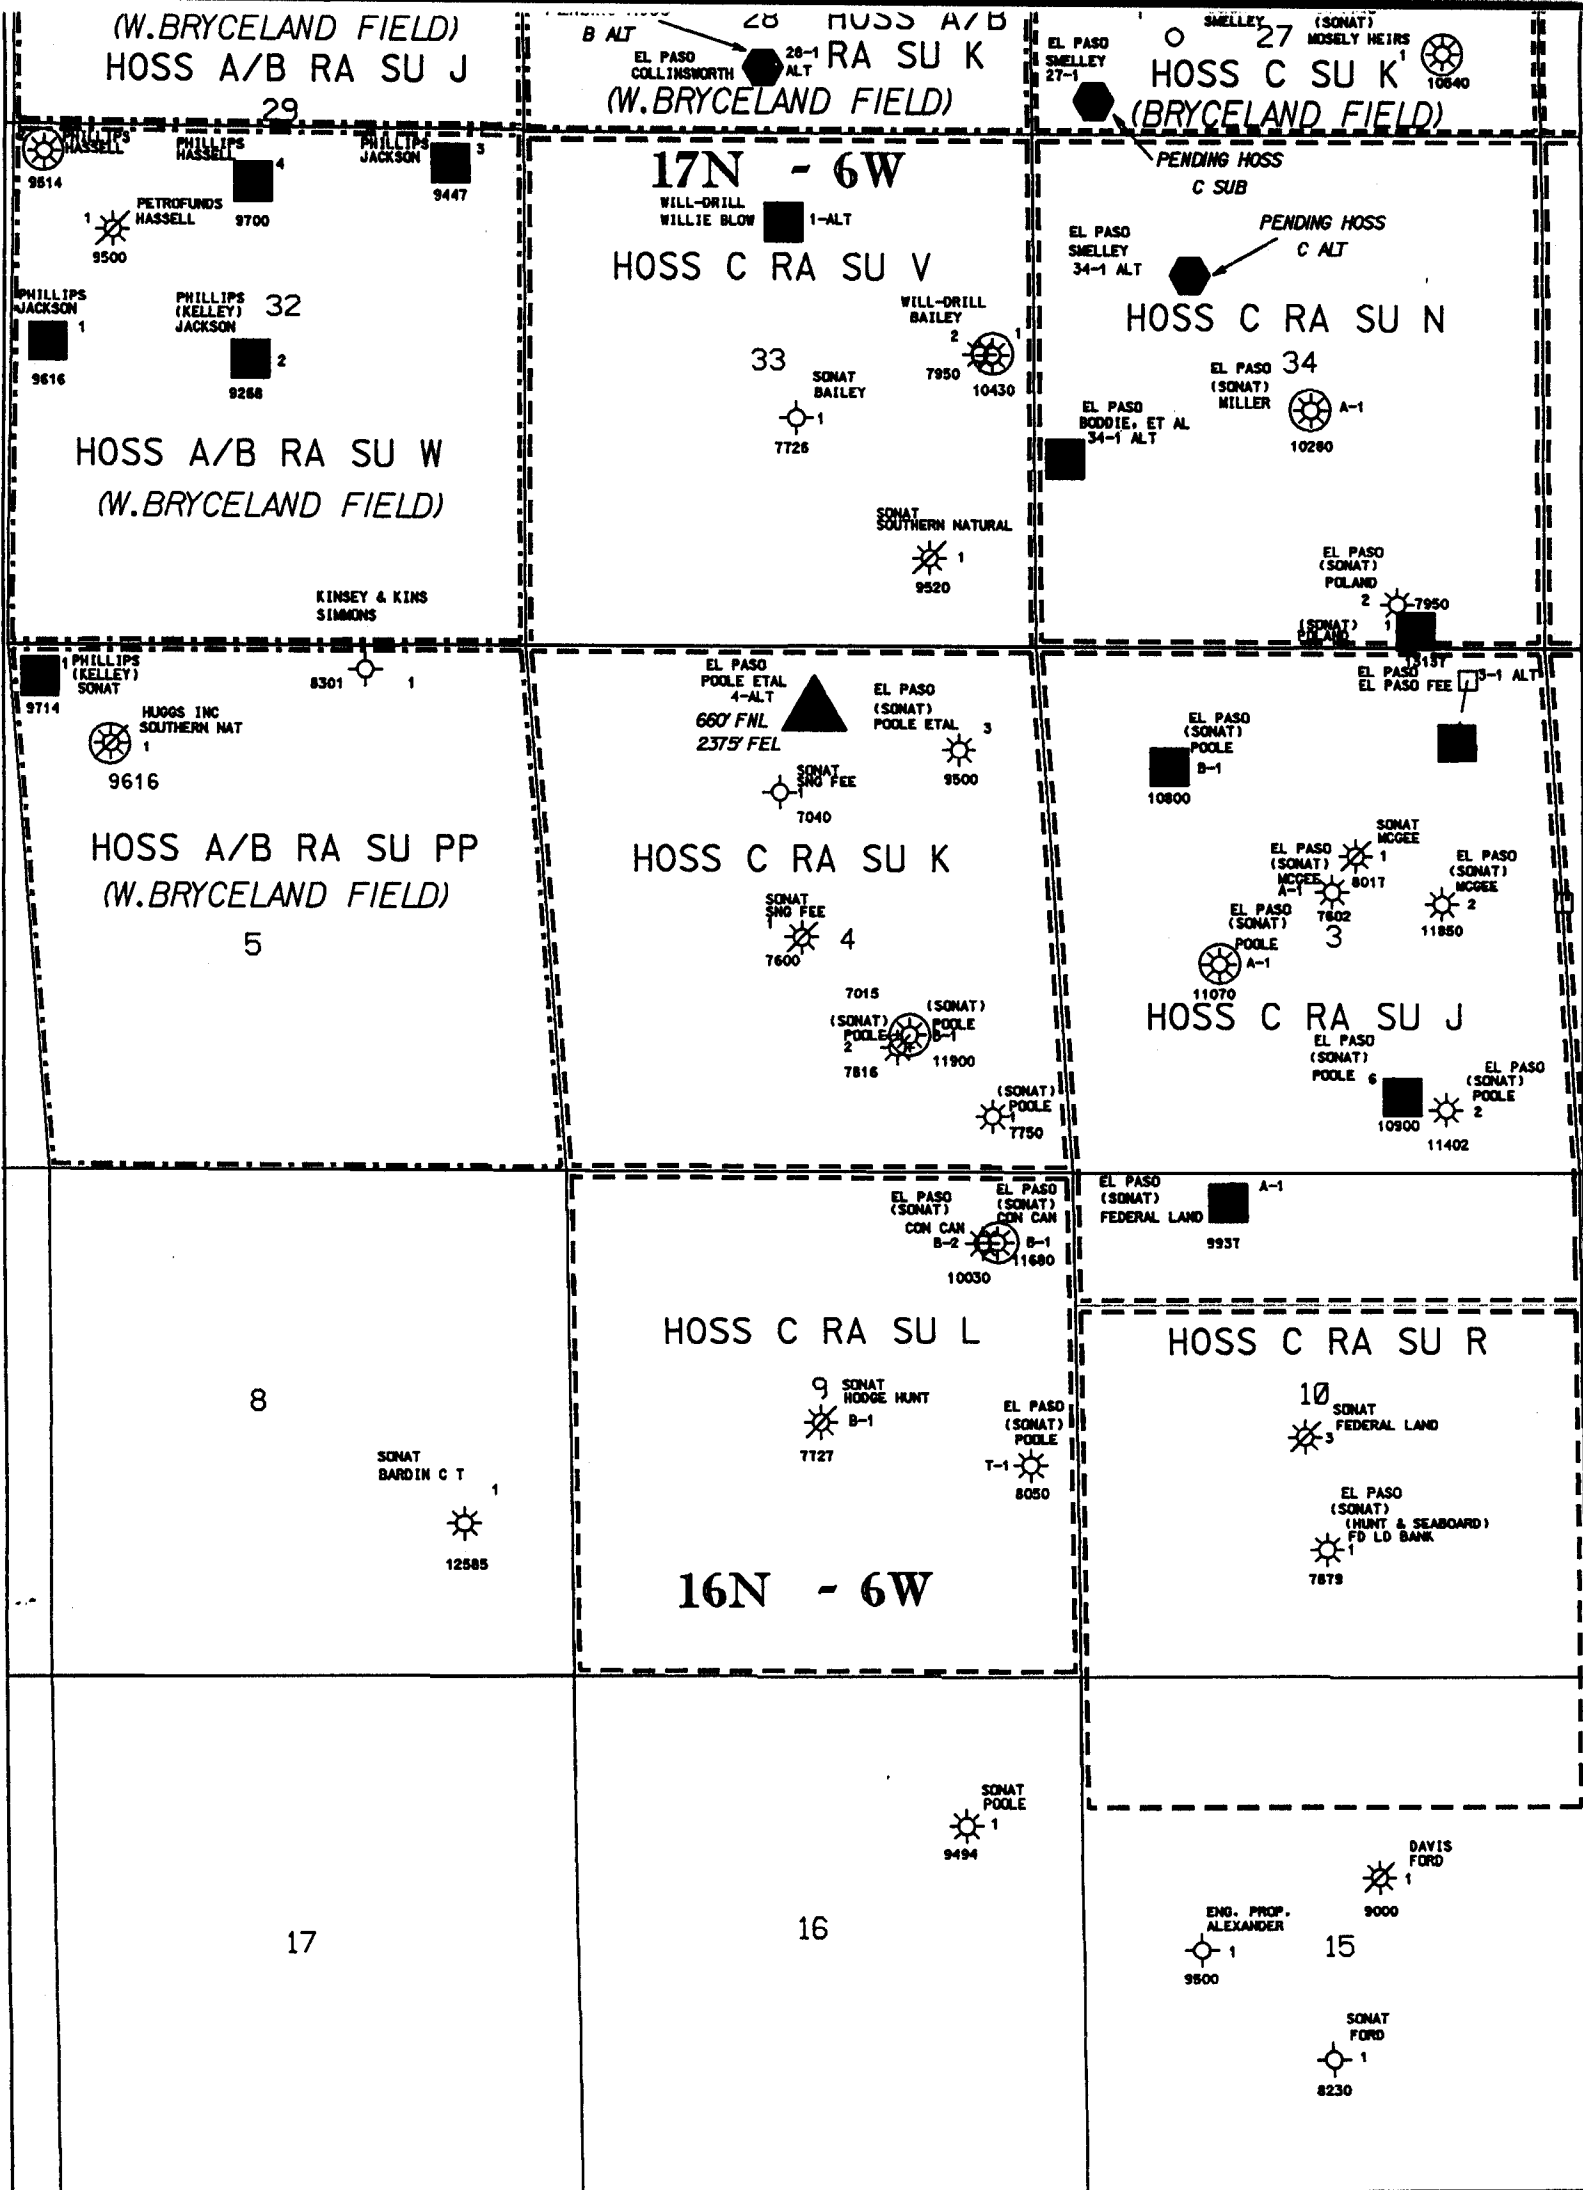 (W.BRYCELAND FIELD)
HOSS A/B RA SU J
29
B ALT
28 HOSS A/B
EL PASO
COLLINSWORTH
28-1
ALT
RA SU K
(W.BRYCELAND FIELD)
SMELLEY
27
(SONAT)
MOSELY HEIRS
1
10640
EL PASO
SMELLEY
27-1
HOSS C SU K
(BRYCELAND FIELD)
PENDING HOSS
C SUB
PHILLIPS
HASSELL
9614
PHILLIPS
HASSELL
4
9700
PHILLIPS
JACKSON
3
9447
1
PETROFUNDS
HASSELL
9500
PHILLIPS
JACKSON
1
9616
PHILLIPS
(KELLEY)
JACKSON
32
2
9268
HOSS A/B RA SU W
(W.BRYCELAND FIELD)
KINSEY & KINS
SIMMONS
8301
1
17N - 6W
WILL-DRILL
WILLIE BLOW
1-ALT
HOSS C RA SU V
WILL-DRILL
BAILEY
2
1
7950
10430
33
SONAT
BAILEY
1
7726
SONAT
SOUTHERN NATURAL
1
9520
EL PASO
SMELLEY
34-1 ALT
PENDING HOSS
C ALT
HOSS C RA SU N
EL PASO
(SONAT)
MILLER
34
A-1
10260
EL PASO
BODDIE, ET AL
34-1 ALT
EL PASO
(SONAT)
POLAND
2
7950
1
(SONAT)
POLAND
13137
PHILLIPS
(KELLEY)
SONAT
1
9714
HUGGS INC
SOUTHERN NAT
1
9616
HOSS A/B RA SU PP
(W.BRYCELAND FIELD)
5
EL PASO
POOLE ETAL
4-ALT
660' FNL
2375' FEL
EL PASO
(SONAT)
POOLE ETAL
3
9500
SONAT
SNG FEE
1
7040
HOSS C RA SU K
SONAT
SNG FEE
1
7600
4
7015
(SONAT)
POOLE
B-1
11900
(SONAT)
POOLE
2
7816
(SONAT)
POOLE
1
7750
EL PASO
EL PASO FEE
3-1 ALT
EL PASO
(SONAT)
POOLE
B-1
10800
SONAT
MCGEE
1
8017
EL PASO
(SONAT)
MCGEE
A-1
7602
EL PASO
(SONAT)
MCGEE
2
11850
EL PASO
(SONAT)
POOLE
A-1
11070
3
HOSS C RA SU J
EL PASO
(SONAT)
POOLE 6
10900
EL PASO
(SONAT)
POOLE
2
11402
EL PASO
(SONAT)
FEDERAL LAND
A-1
9937
EL PASO
(SONAT)
CON CAN
B-2
10030
EL PASO
(SONAT)
CON CAN
B-1
11680
HOSS C RA SU L
9
SONAT
HODGE HUNT
B-1
7727
EL PASO
(SONAT)
POOLE
T-1
8050
16N - 6W
HOSS C RA SU R
10
SONAT
FEDERAL LAND
3
EL PASO
(SONAT)
(HUNT & SEABOARD)
FD LD BANK
1
7879
8
SONAT
BARDIN C T
1
12585
SONAT
POOLE
1
9494
DAVIS
FORD
1
9000
ENG. PROP.
ALEXANDER
1
9500
15
17
16
SONAT
FORD
1
8230